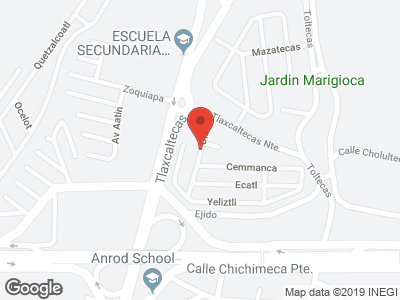 ESCUELA
SECUNDARIA...
Quetzalcoatl
Toltecas
Mazatecas
Jardin Marigioca
Zoquiapa
Ocelot
Av Aatin
Tlaxcaltecas
Tlaxcaltecas Nte.
Calle Cholultec
Toltecas
Cemmanca
Ecatl
Yeliztli
Ejido
Anrod School
Calle Chichimeca Pte.
Google
Map data ©2019 INEGI